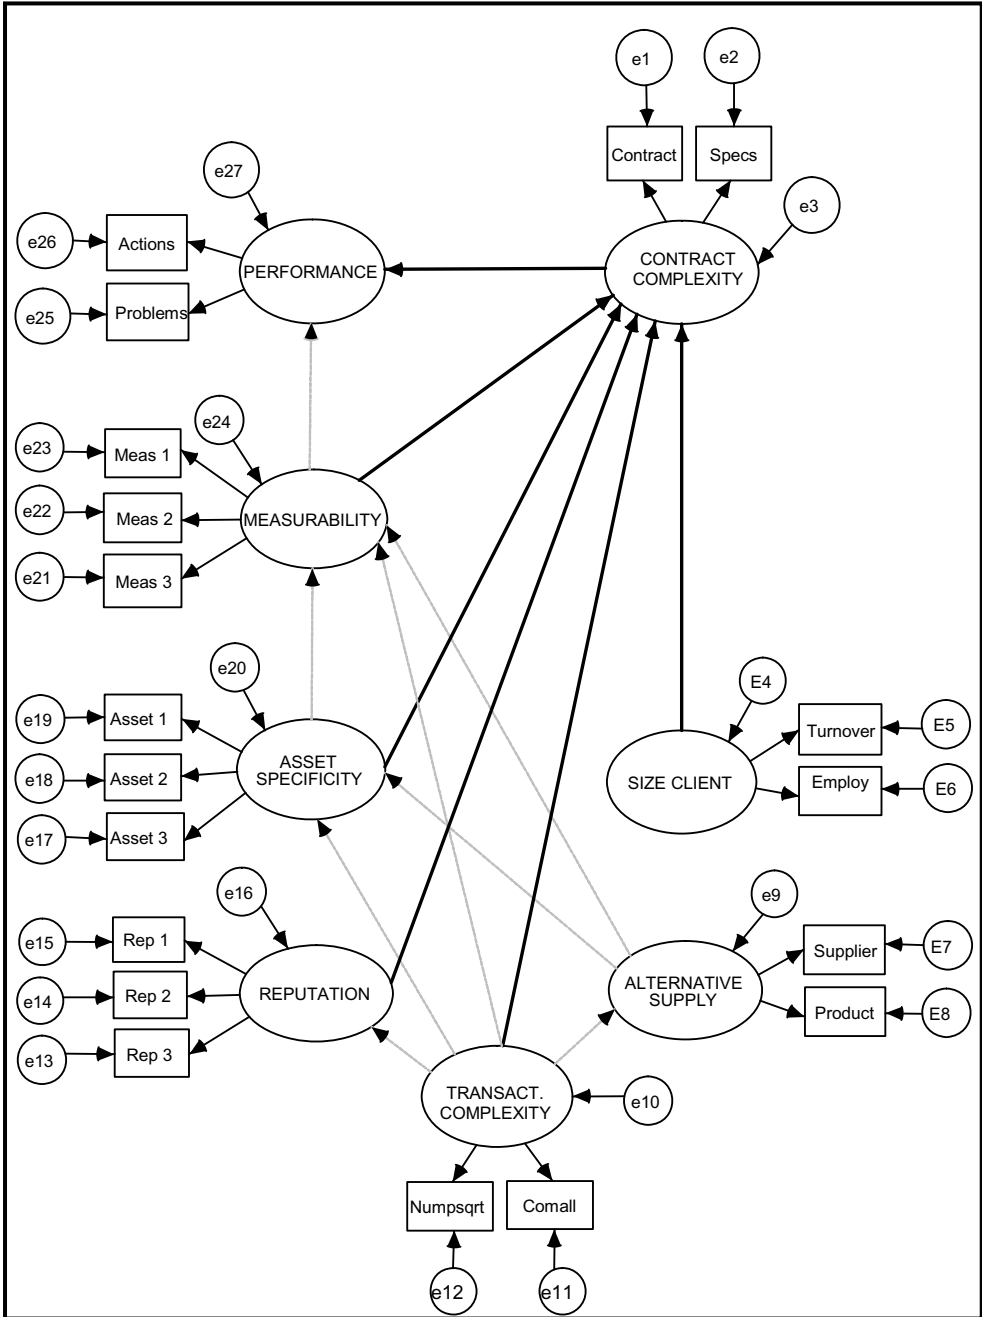 e1
e2
Contract
Specs
e27
e3
e26
Actions
CONTRACT
COMPLEXITY
PERFORMANCE
e25
Problems
e24
e23
Meas 1
e22
Meas 2
MEASURABILITY
e21
Meas 3
e20
E4
e19
Asset 1
Turnover
E5
ASSET
SPECIFICITY
e18
Asset 2
SIZE CLIENT
Employ
E6
e17
Asset 3
e16
e9
e15
Rep 1
Supplier
E7
ALTERNATIVE
SUPPLY
e14
Rep 2
REPUTATION
Product
E8
e13
Rep 3
TRANSACT.
COMPLEXITY
e10
Numpsqrt
Comall
e12
e11